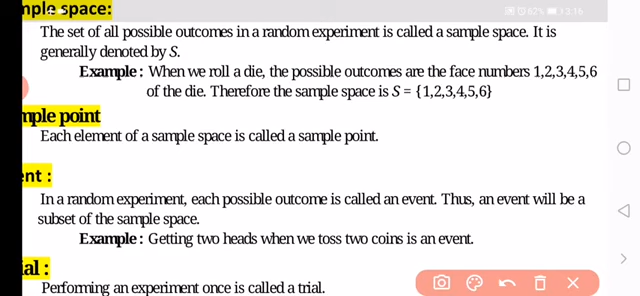 mple space:
62% 3.16
The set of all possible outcomes in a random experiment is called a sample space. It is
generally denoted by S.
Example : When we roll a die, the possible outcomes are the face numbers 1,2,3,4,5,6
of the die. Therefore the sample space is S = {1,2,3,4,5,6}
mple point
Each element of a sample space is called a sample point.
ent :
In a random experiment, each possible outcome is called an event. Thus, an event will be a
subset of the sample space.
Example : Getting two heads when we toss two coins is an event.
ial :
Performing an experiment once is called a trial.